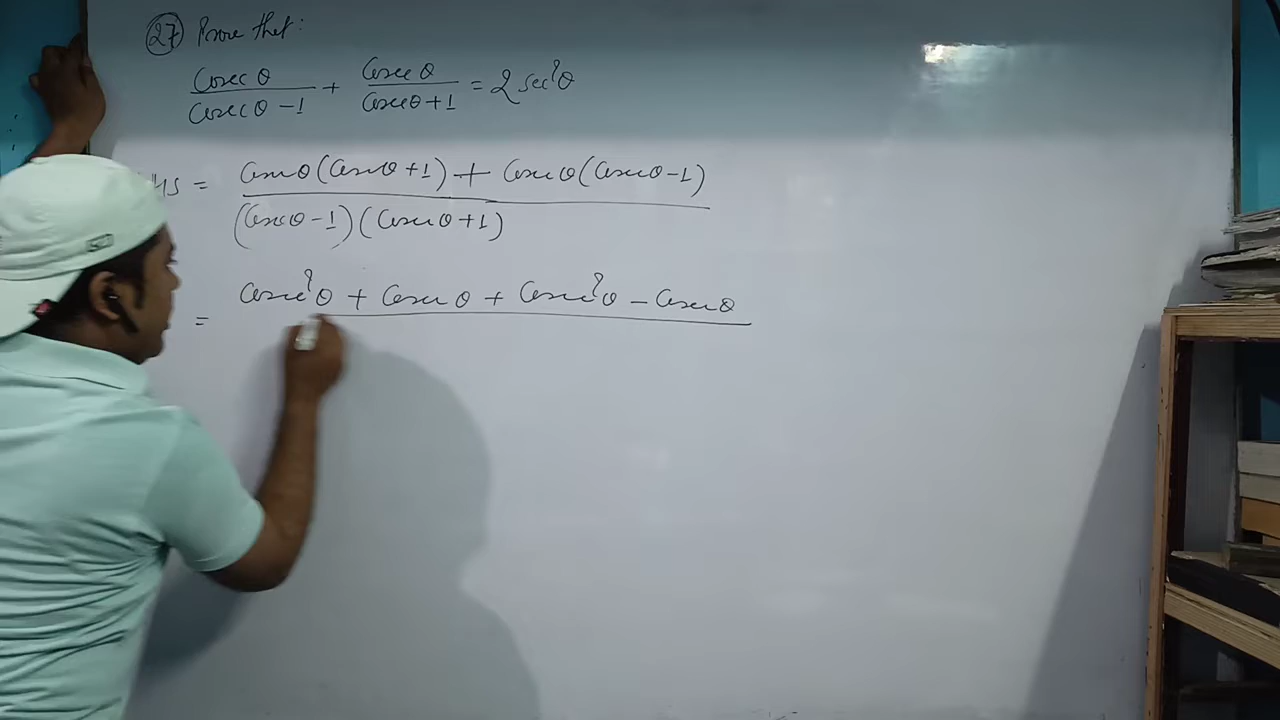 (27) Prove that:
cosec θ / cosec θ - 1 + cosec θ / cosec θ + 1 = 2 sec²θ
HS = cosec θ (cosec θ + 1) + cosec θ (cosec θ - 1) / (cosec θ - 1) (cosec θ + 1)
= cosec²θ + cosec θ + cosec²θ - cosec θ